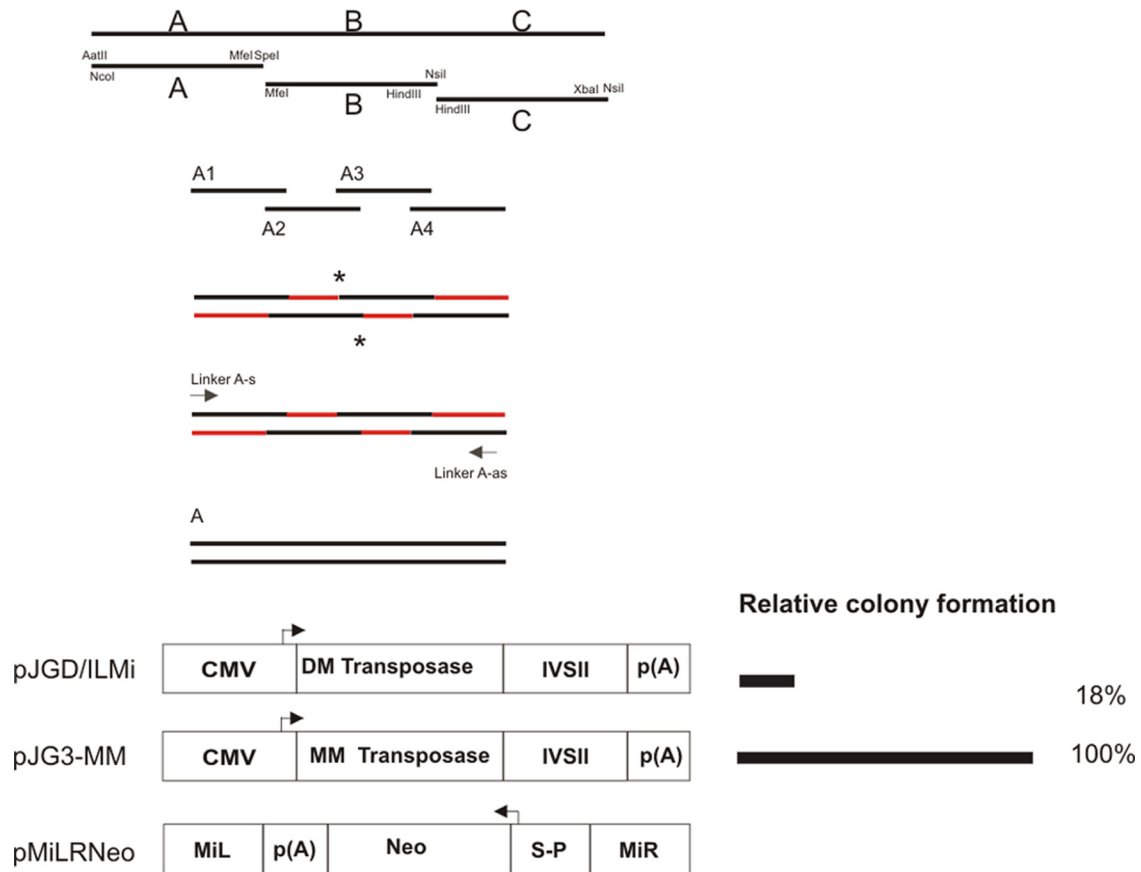 A B C
AatII MfeI SpeI
NcoI
A
NsiI
MfeI HindIII
B
XbaI NsiI
HindIII
C
A1 A3
A2 A4
*
*
Linker A-s
Linker A-as
A
Relative colony formation
pJGD/ILMi CMV DM Transposase IVSII p(A) 18%
pJG3-MM CMV MM Transposase IVSII p(A) 100%
pMiLRNeo MiL p(A) Neo S-P MiR